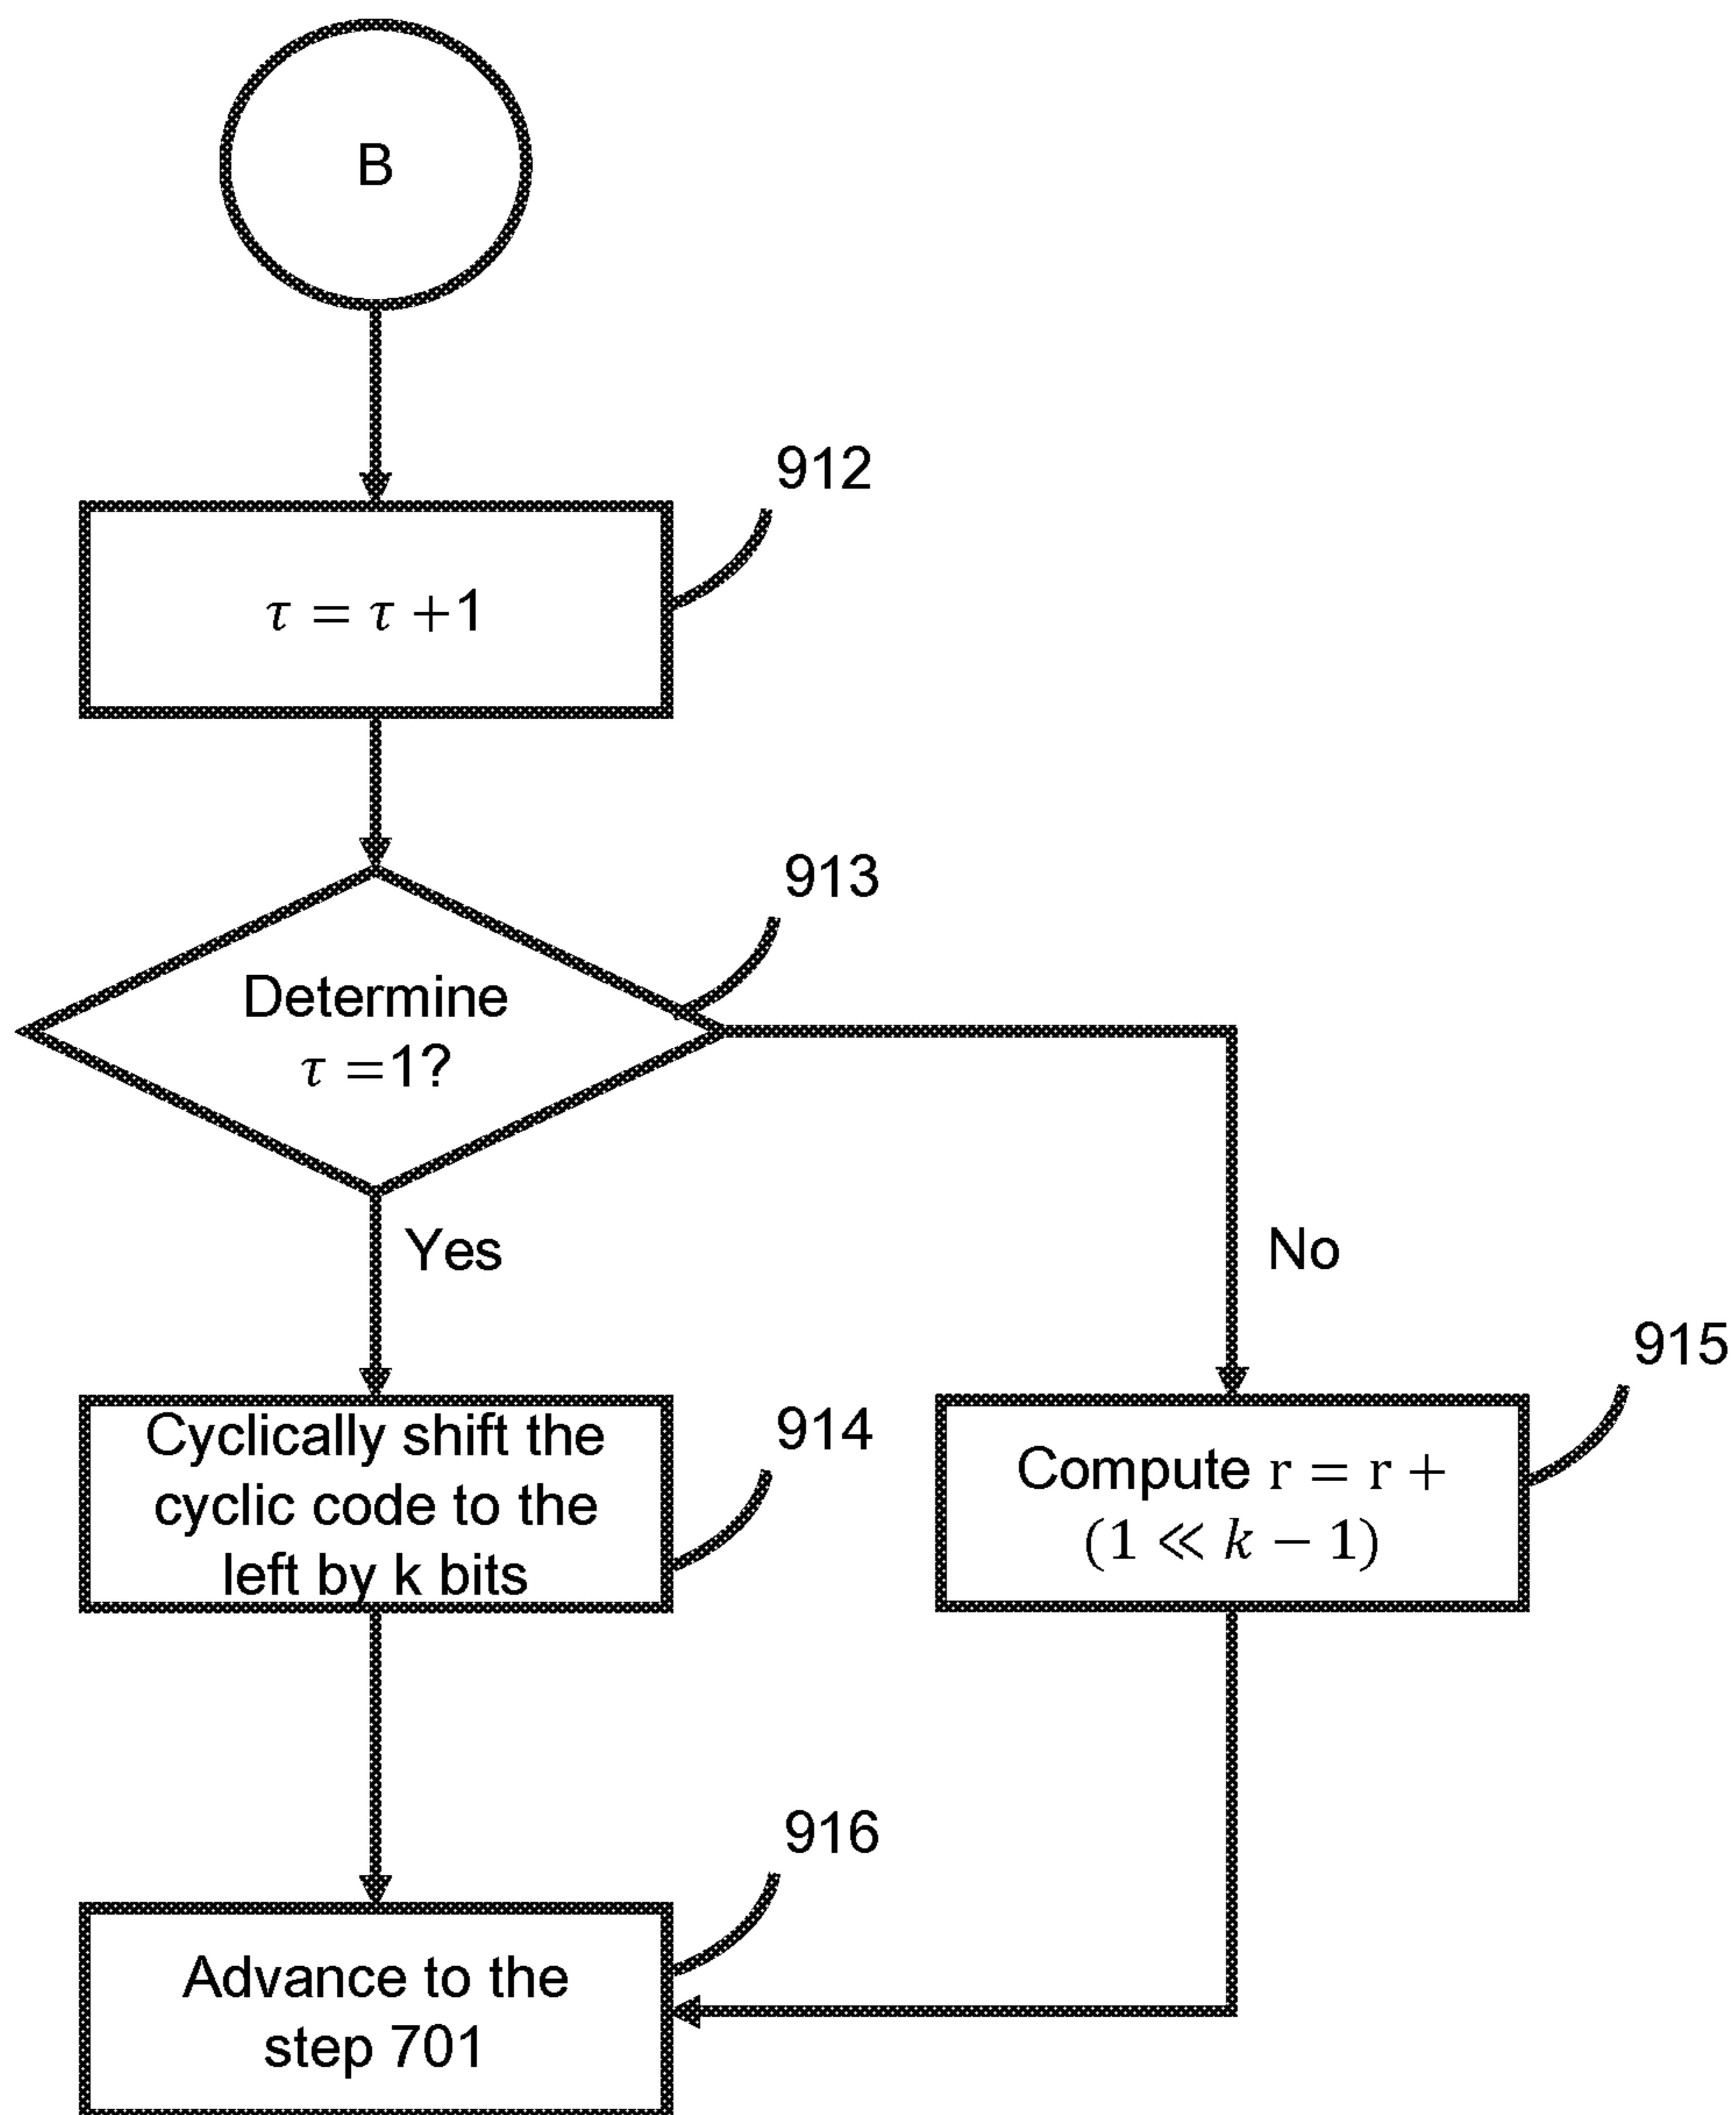 B
912
τ = τ +1
913
Determine
τ =1?
Yes
No
915
914
Cyclically shift the
cyclic code to the
left by k bits
Compute r = r +
(1 ≪ k − 1)
916
Advance to the
step 701